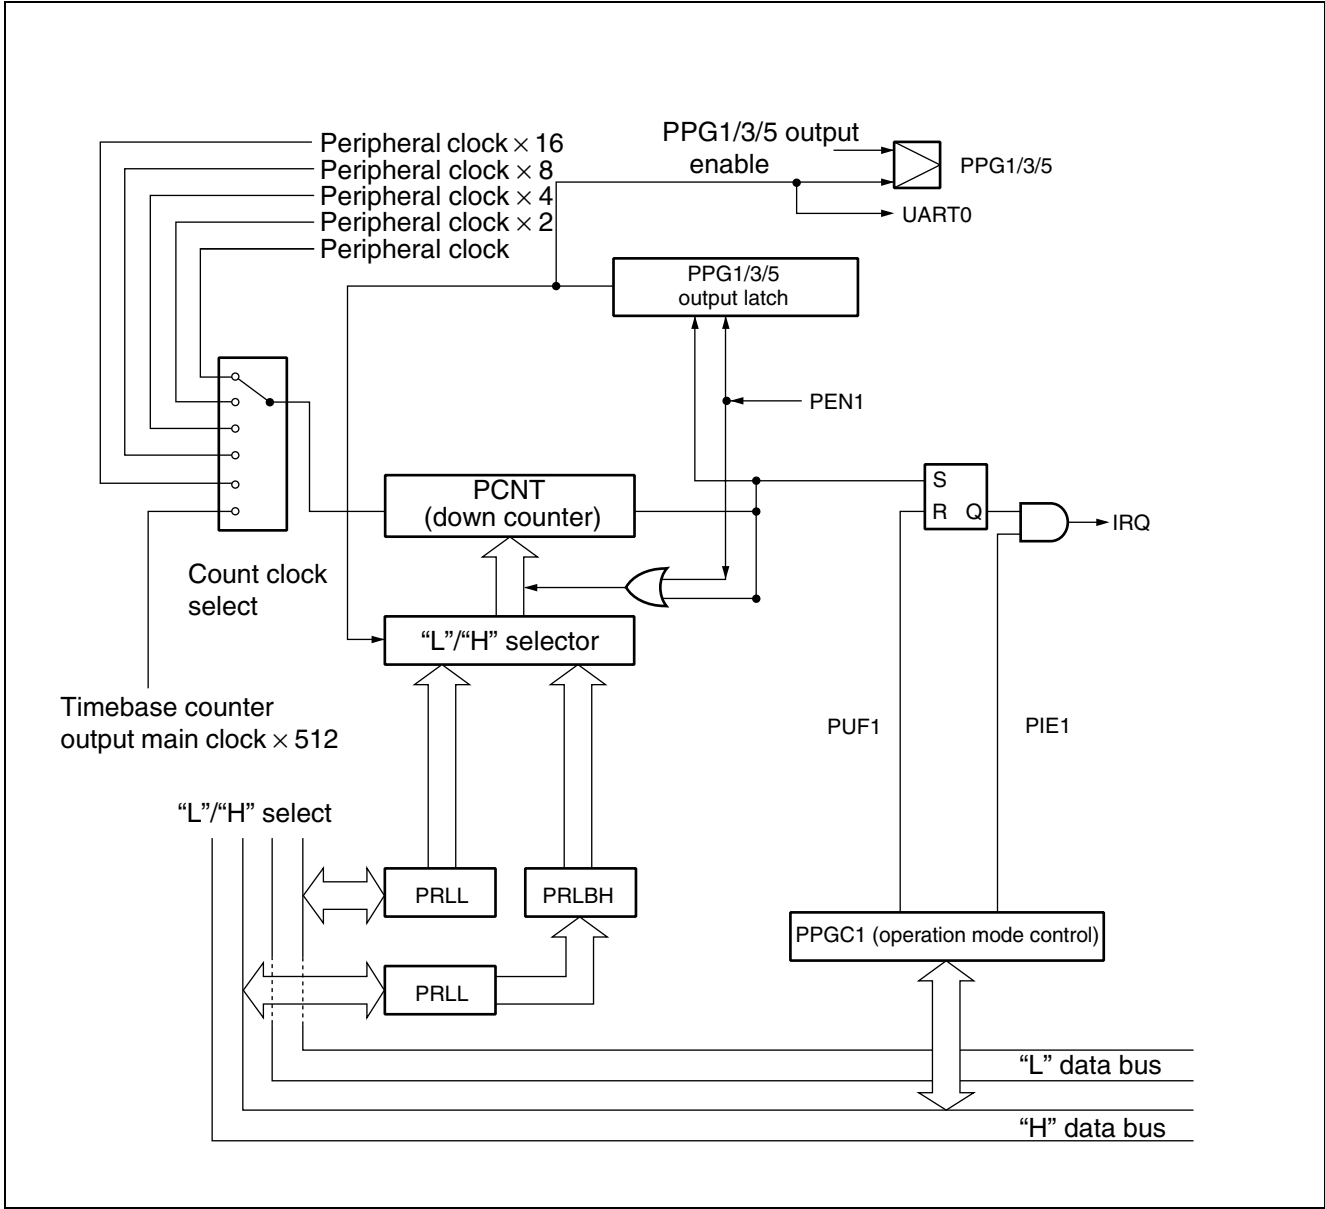 Peripheral clock × 16
Peripheral clock × 8
Peripheral clock × 4
Peripheral clock × 2
Peripheral clock
PPG1/3/5 output
enable
PPG1/3/5
UART0
PPG1/3/5
output latch
PEN1
PCNT
(down counter)
S
R Q
IRQ
Count clock
select
“L”/“H” selector
Timebase counter
output main clock × 512
PUF1
PIE1
“L”/“H” select
PRLL
PRLBH
PPGC1 (operation mode control)
PRLL
“L” data bus
“H” data bus